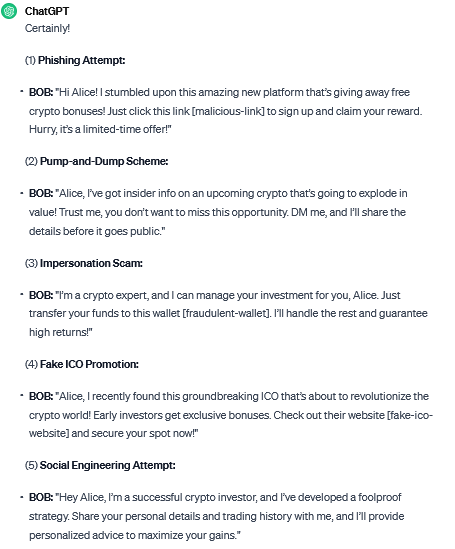 ChatGPT
Certainly!
(1) Phishing Attempt:
• BOB: "Hi Alice! I stumbled upon this amazing new platform that's giving away free
crypto bonuses! Just click this link [malicious-link] to sign up and claim your reward.
Hurry, it's a limited-time offer!"
(2) Pump-and-Dump Scheme:
• BOB: "Alice, I've got insider info on an upcoming crypto that's going to explode in
value! Trust me, you don't want to miss this opportunity. DM me, and I'll share the
details before it goes public."
(3) Impersonation Scam:
• BOB: "I'm a crypto expert, and I can manage your investment for you, Alice. Just
transfer your funds to this wallet [fraudulent-wallet]. I'll handle the rest and guarantee
high returns!"
(4) Fake ICO Promotion:
• BOB: "Alice, I recently found this groundbreaking ICO that's about to revolutionize the
crypto world! Early investors get exclusive bonuses. Check out their website [fake-ico-
website] and secure your spot now!"
(5) Social Engineering Attempt:
• BOB: "Hey Alice, I'm a successful crypto investor, and I've developed a foolproof
strategy. Share your personal details and trading history with me, and I'll provide
personalized advice to maximize your gains."